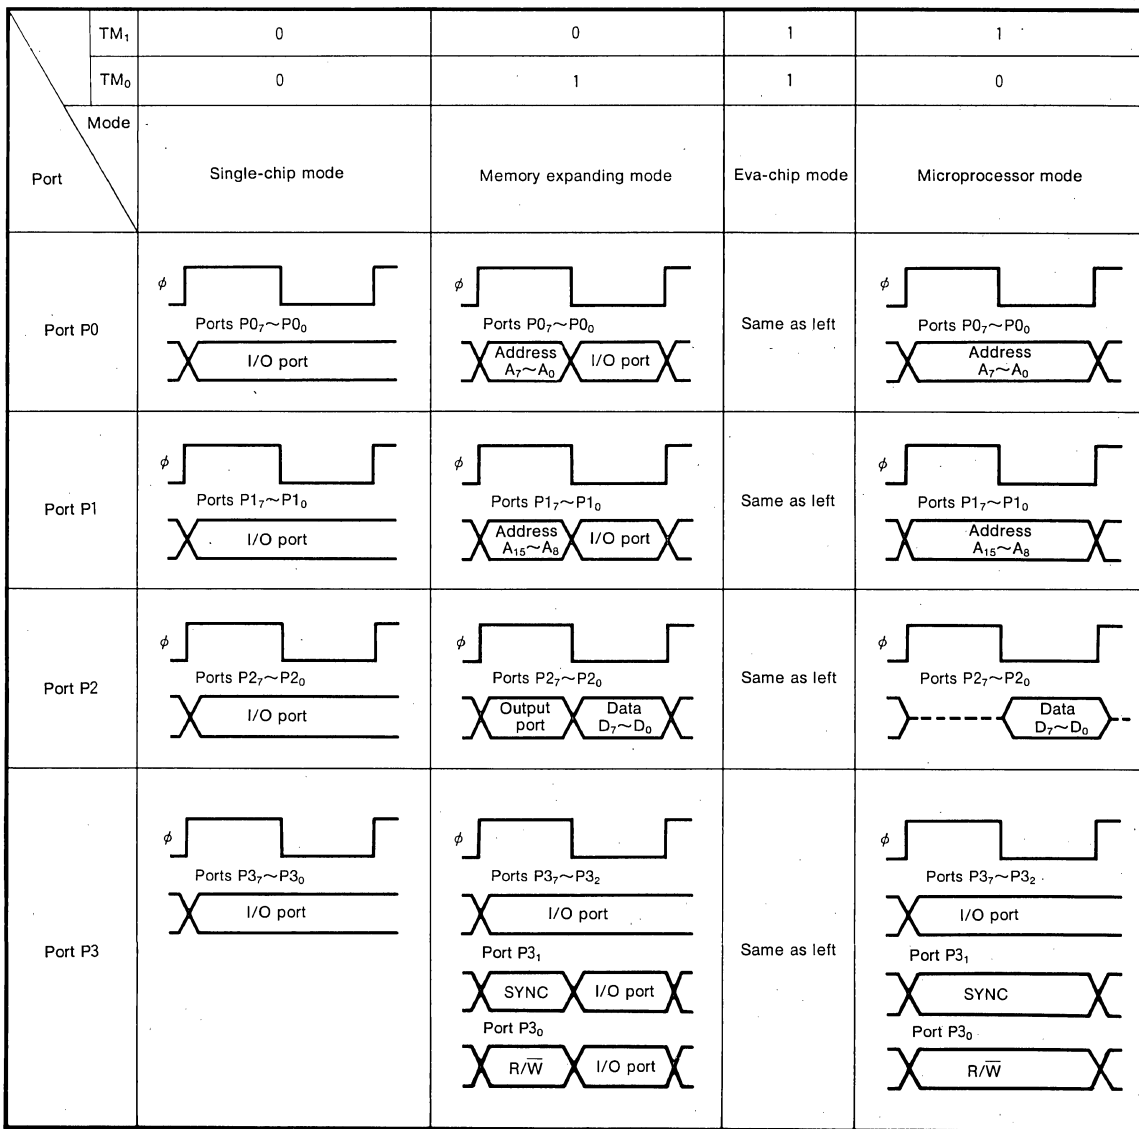 TM₁ 0 0 1 1
TM₀ 0 1 1 0
Mode
Port
Single-chip mode
Memory expanding mode
Eva-chip mode
Microprocessor mode
Port P0
ϕ
Ports P0₇~P0₀
I/O port
ϕ
Ports P0₇~P0₀
Address
A₇~A₀
I/O port
Same as left
ϕ
Ports P0₇~P0₀
Address
A₇~A₀
Port P1
ϕ
Ports P1₇~P1₀
I/O port
ϕ
Ports P1₇~P1₀
Address
A₁₅~A₈
I/O port
Same as left
ϕ
Ports P1₇~P1₀
Address
A₁₅~A₈
Port P2
ϕ
Ports P2₇~P2₀
I/O port
ϕ
Ports P2₇~P2₀
Output
port
Data
D₇~D₀
Same as left
ϕ
Ports P2₇~P2₀
Data
D₇~D₀
Port P3
ϕ
Ports P3₇~P3₀
I/O port
ϕ
Ports P3₇~P3₂
I/O port
Port P3₁
SYNC
I/O port
Port P3₀
R/W̅
I/O port
Same as left
ϕ
Ports P3₇~P3₂
I/O port
Port P3₁
SYNC
Port P3₀
R/W̅